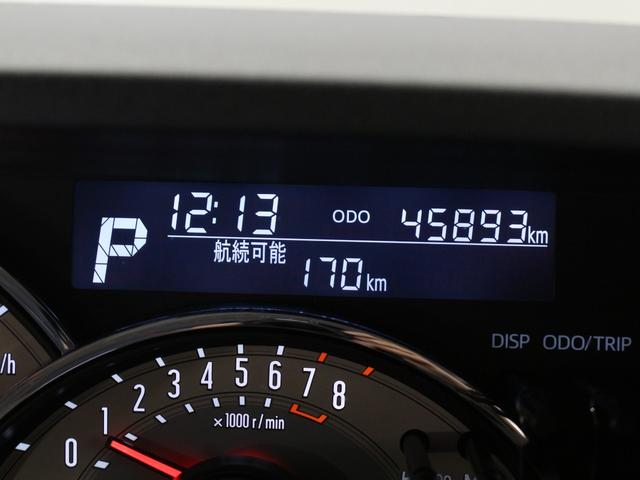 P 12:13 ODO 45893km
航続可能 170km
DISP ODO/TRIP
/h
0 1 2 3 4 5 6 7 8
×1000 r/min